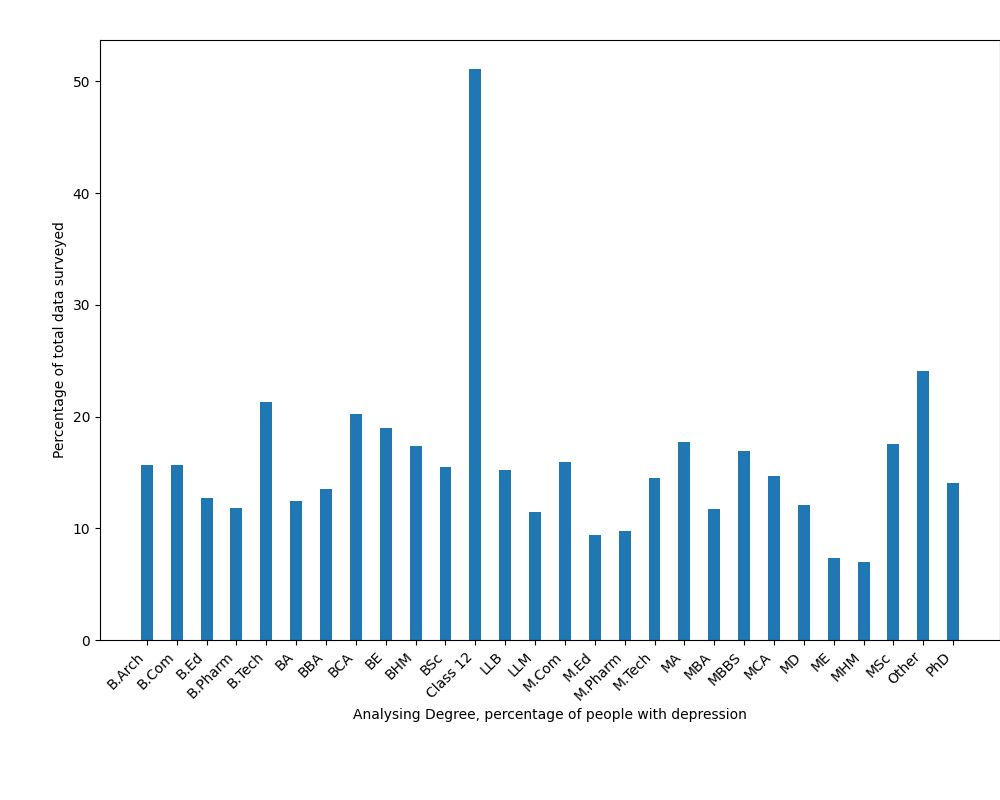 Percentage of total data surveyed
50
40
30
20
10
0
B.Arch
B.Com
B.Ed
B.Pharm
B.Tech
BA
BBA
BCA
BE
BHM
BSc
Class 12
LLB
LLM
M.Com
M.Ed
M.Pharm
M.Tech
MA
MBA
MBBS
MCA
MD
ME
MHM
MSc
Other
PhD
Analysing Degree, percentage of people with depression